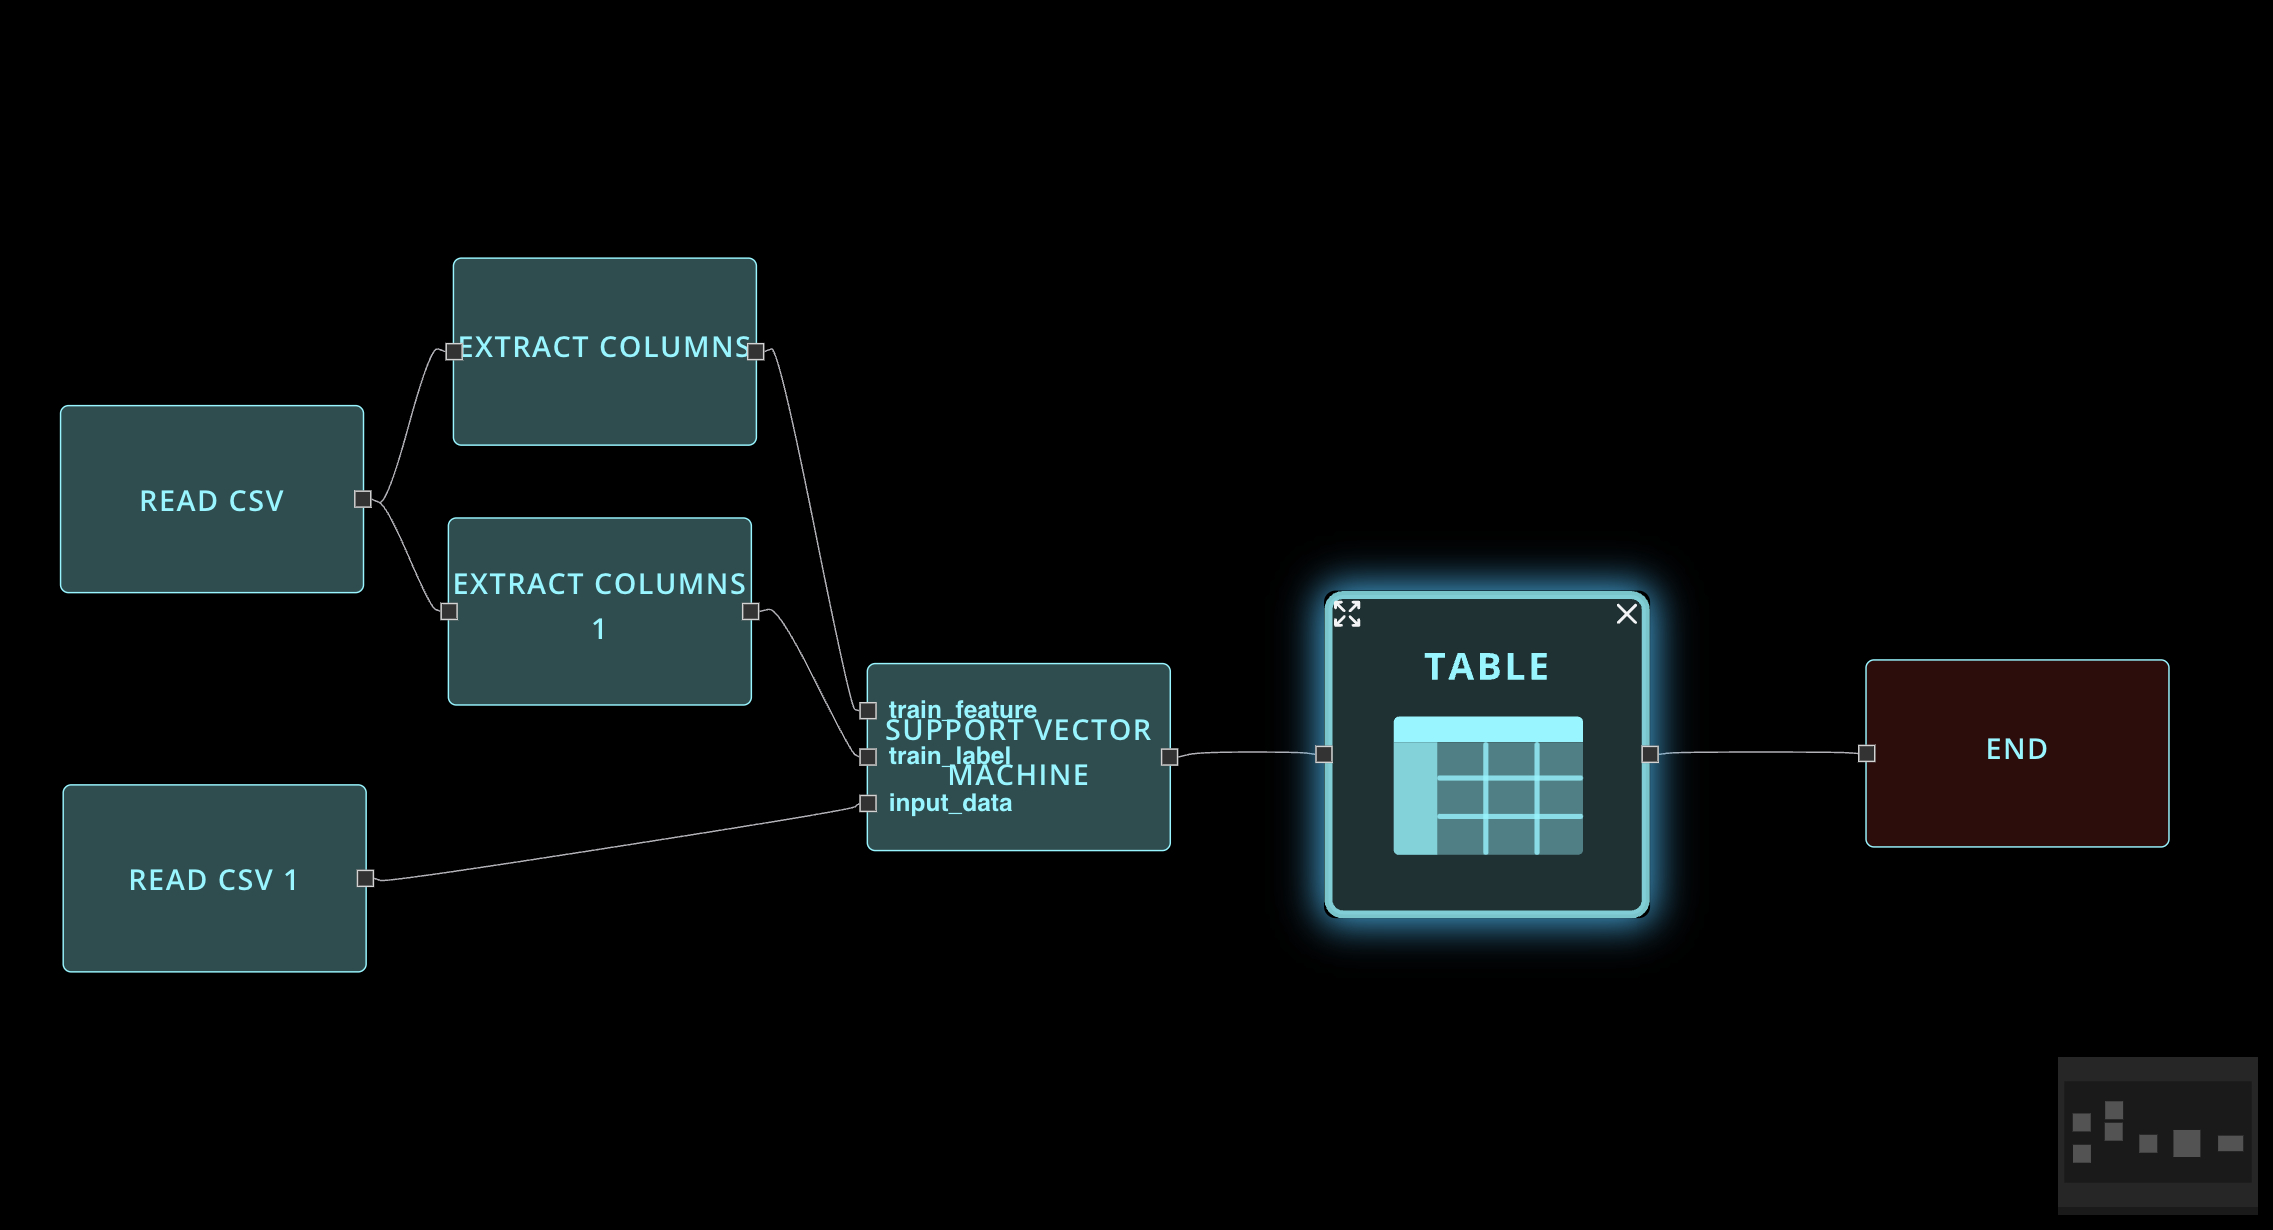 EXTRACT COLUMNS
READ CSV
EXTRACT COLUMNS
1
READ CSV 1
train_feature
SUPPORT VECTOR
train_label
MACHINE
input_data
TABLE
END